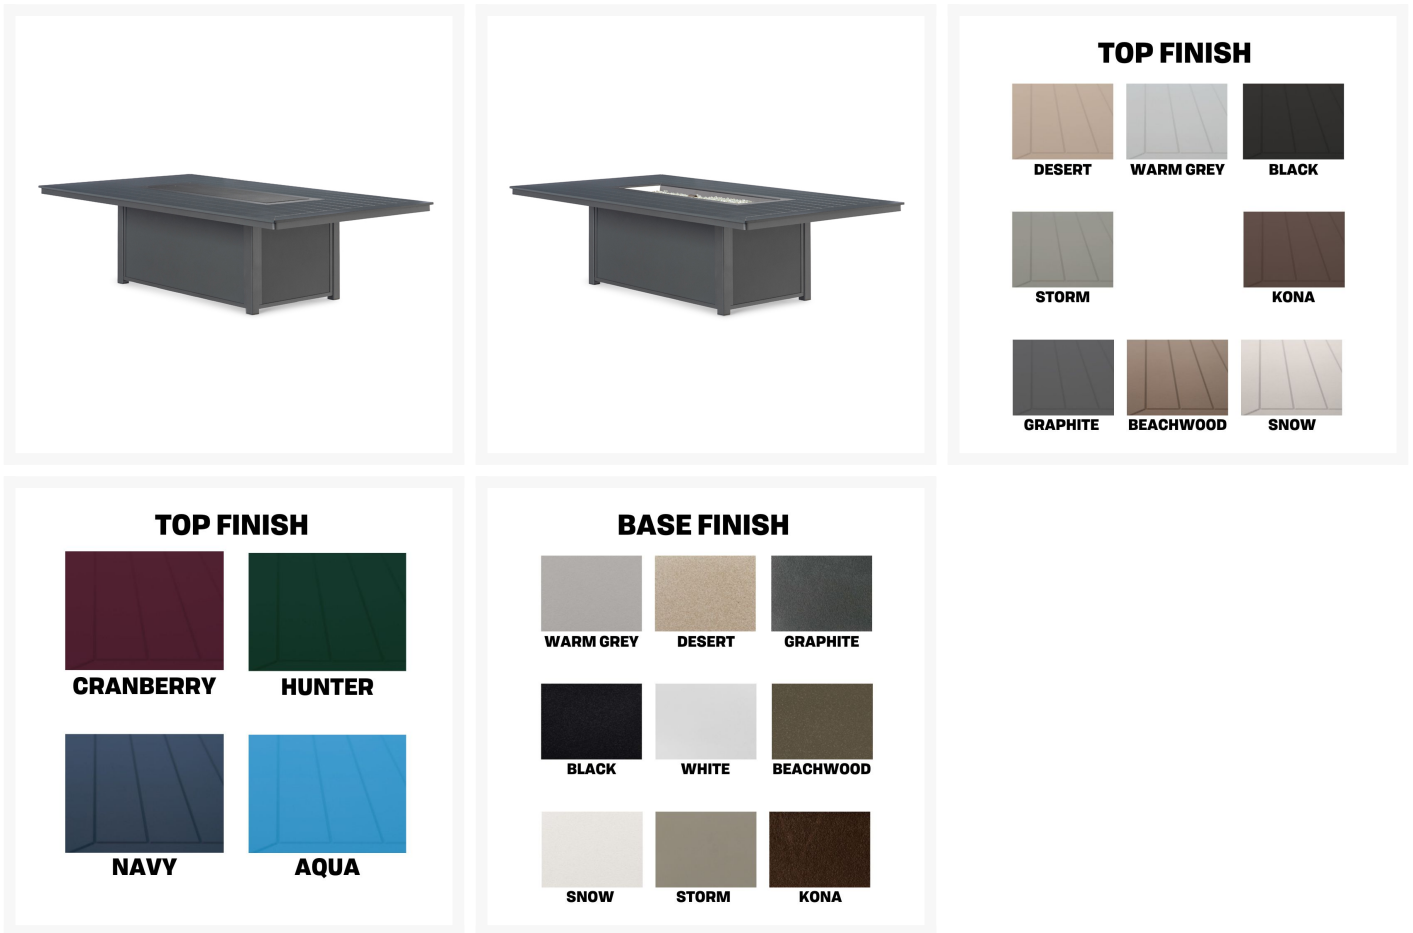 TOP FINISH
DESERT WARM GREY BLACK
STORM KONA
GRAPHITE BEACHWOOD SNOW
TOP FINISH
CRANBERRY HUNTER
NAVY AQUA
BASE FINISH
WARM GREY DESERT GRAPHITE
BLACK WHITE BEACHWOOD
SNOW STORM KONA